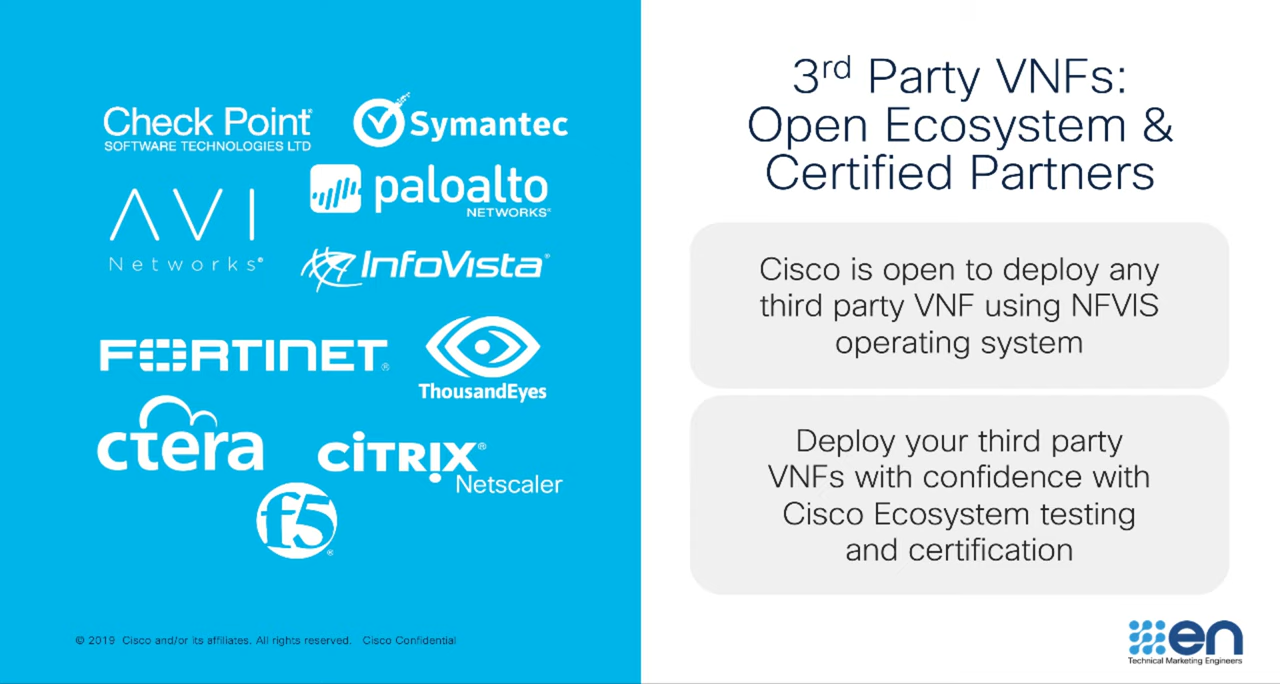 Check Point®
SOFTWARE TECHNOLOGIES LTD
Symantec
paloalto
NETWORKS®
AVI
Networks®
InfoVista®
FORTINET®
ThousandEyes
ctera
CiTRIX®
Netscaler
f5®
© 2019 Cisco and/or its affiliates. All rights reserved. Cisco Confidential
3rd Party VNFs:
Open Ecosystem &
Certified Partners
Cisco is open to deploy any
third party VNF using NFVIS
operating system
Deploy your third party
VNFs with confidence with
Cisco Ecosystem testing
and certification
en
Technical Marketing Engineers